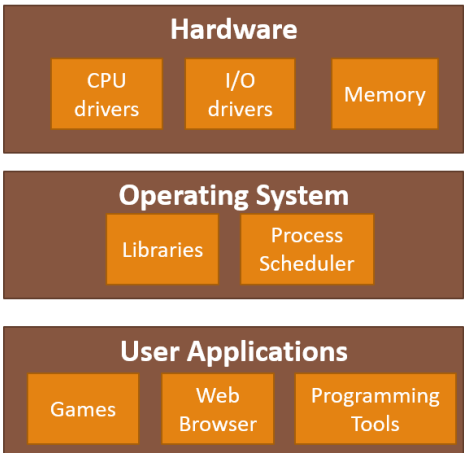 Hardware
CPU
drivers
I/O
drivers
Memory
Operating System
Libraries
Process
Scheduler
User Applications
Games
Web
Browser
Programming
Tools